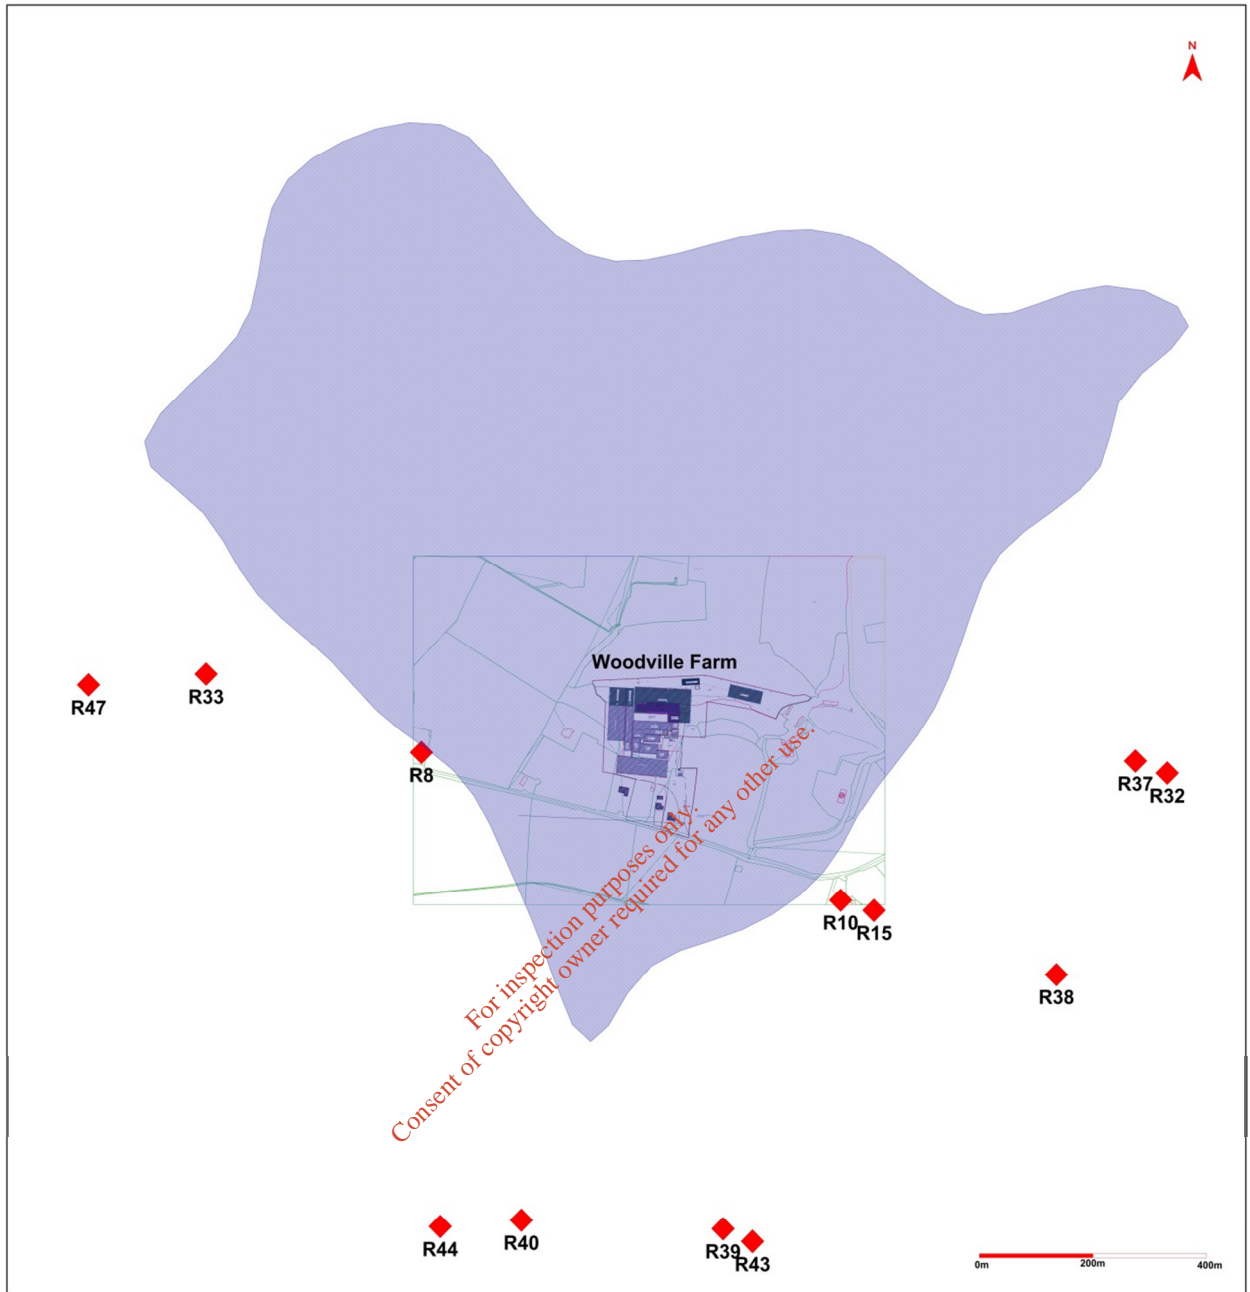 N
Woodville Farm
R47
R33
R8
R37
R32
R10
R15
R38
For inspection purposes only.
Consent of copyright owner required for any other use.
R44
R40
R39
R43
0m
200m
400m